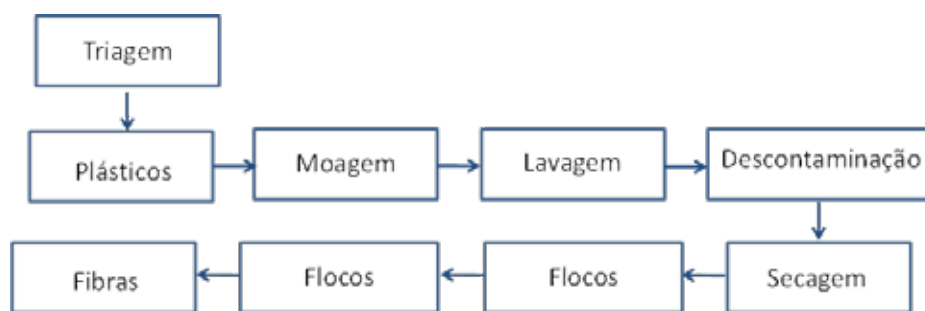 Triagem
Plásticos
Moagem
Lavagem
Descontaminação
Secagem
Flocos
Flocos
Fibras